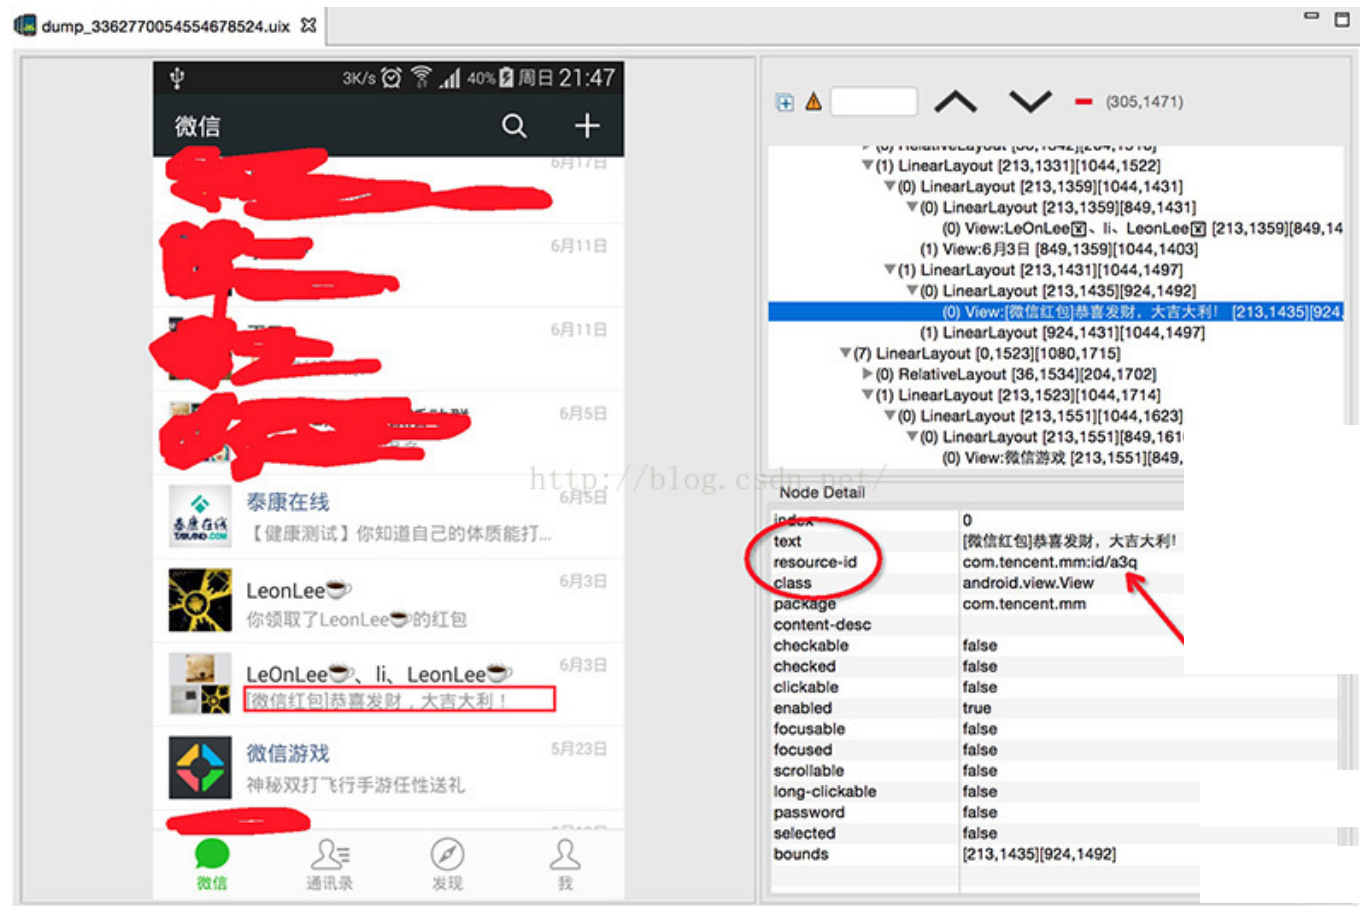 dump_3362770054554678524.uix
3K/s 40% 周日 21:47
微信
6月17日
6月11日
6月11日
6月5日
泰康在线
6月5日
泰康在线
TAIKANG.COM
【健康测试】你知道自己的体质能打...
LeonLee☕
6月3日
你领取了LeonLee☕的红包
LeOnLee☕、li、LeonLee☕
6月3日
[微信红包]恭喜发财，大吉大利！
微信游戏
5月23日
神秘双打飞行手游任性送礼
微信
通讯录
发现
我
http://blog.csdn.net/
(305,1471)
(0) RelativeLayout [36,1342][204,1510]
(1) LinearLayout [213,1331][1044,1522]
(0) LinearLayout [213,1359][1044,1431]
(0) LinearLayout [213,1359][849,1431]
(0) View:LeOnLee、li、LeonLee [213,1359][849,14
(1) View:6月3日 [849,1359][1044,1403]
(1) LinearLayout [213,1431][1044,1497]
(0) LinearLayout [213,1435][924,1492]
(0) View:[微信红包]恭喜发财，大吉大利！ [213,1435][924,
(1) LinearLayout [924,1431][1044,1497]
(7) LinearLayout [0,1523][1080,1715]
(0) RelativeLayout [36,1534][204,1702]
(1) LinearLayout [213,1523][1044,1714]
(0) LinearLayout [213,1551][1044,1623]
(0) LinearLayout [213,1551][849,161
(0) View:微信游戏 [213,1551][849,
Node Detail
index 0
text [微信红包]恭喜发财，大吉大利！
resource-id com.tencent.mm:id/a3q
class android.view.View
package com.tencent.mm
content-desc
checkable false
checked false
clickable false
enabled true
focusable false
focused false
scrollable false
long-clickable false
password false
selected false
bounds [213,1435][924,1492]